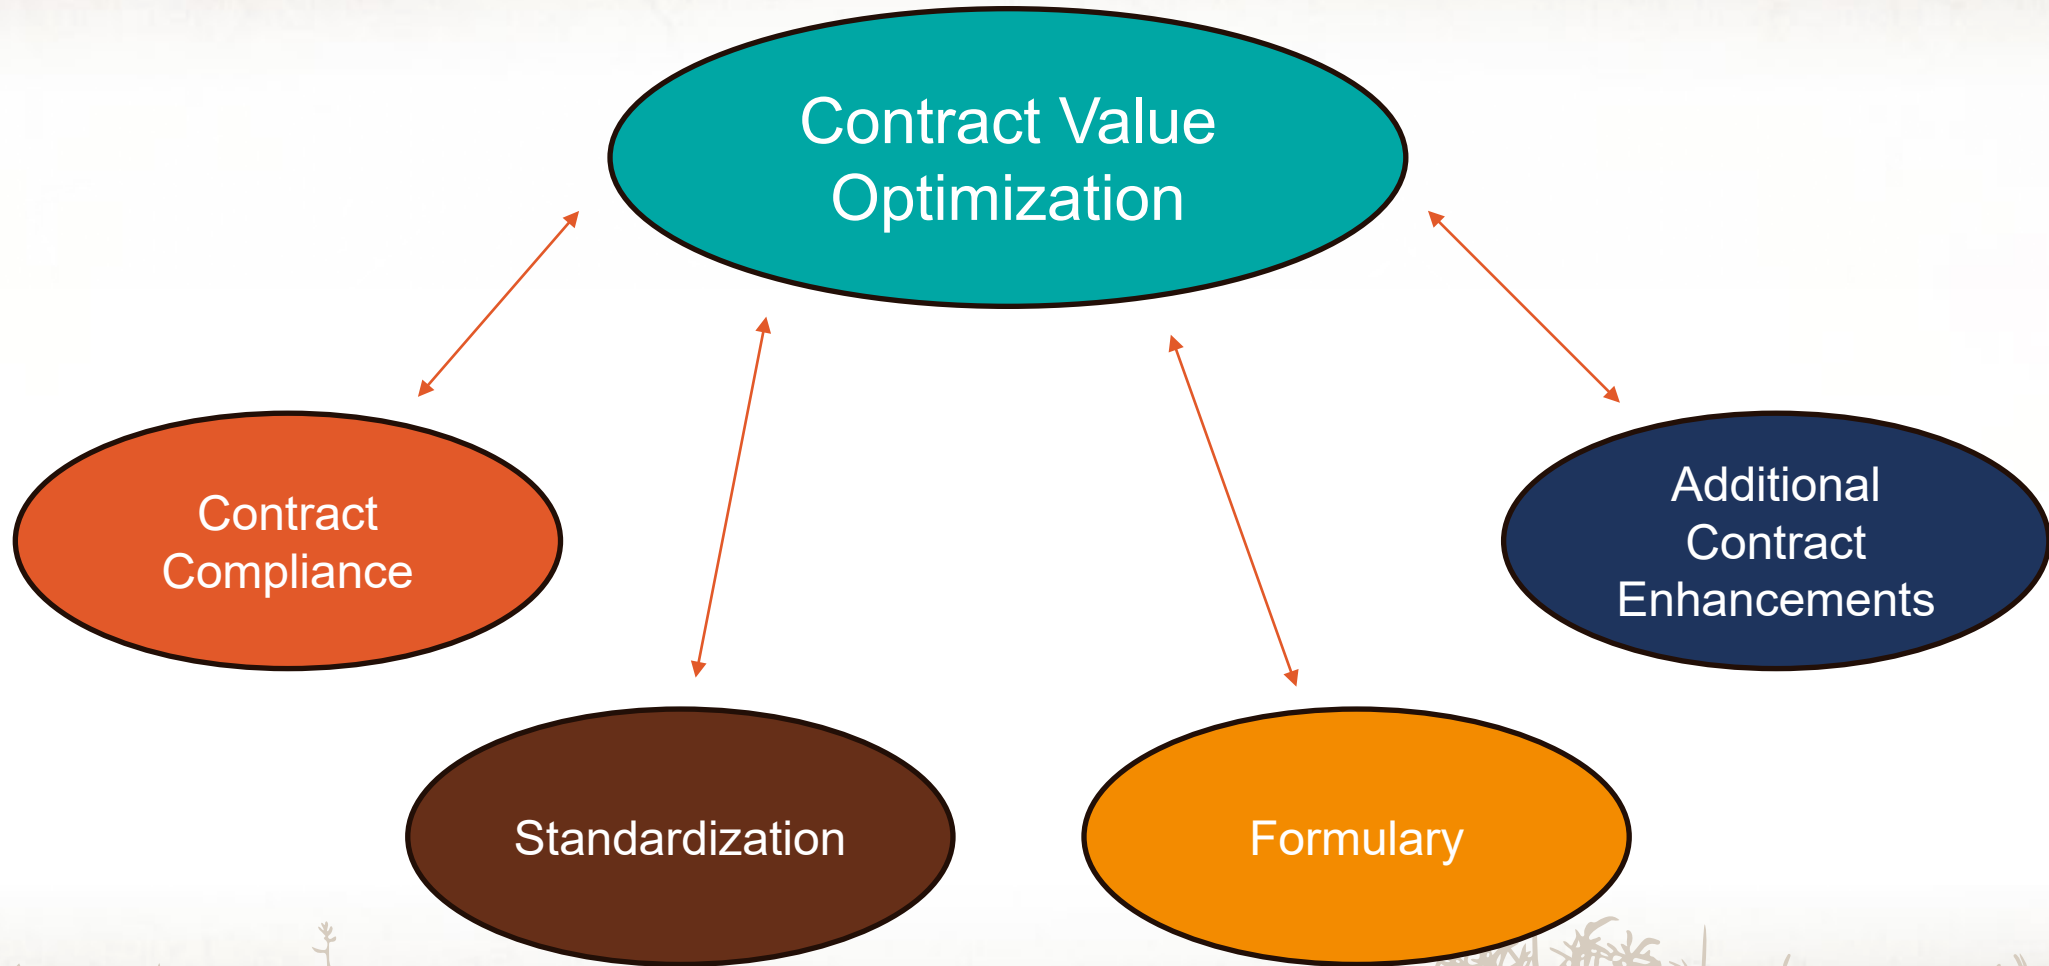 Contract Value
Optimization
Contract
Compliance
Additional
Contract
Enhancements
Standardization
Formulary